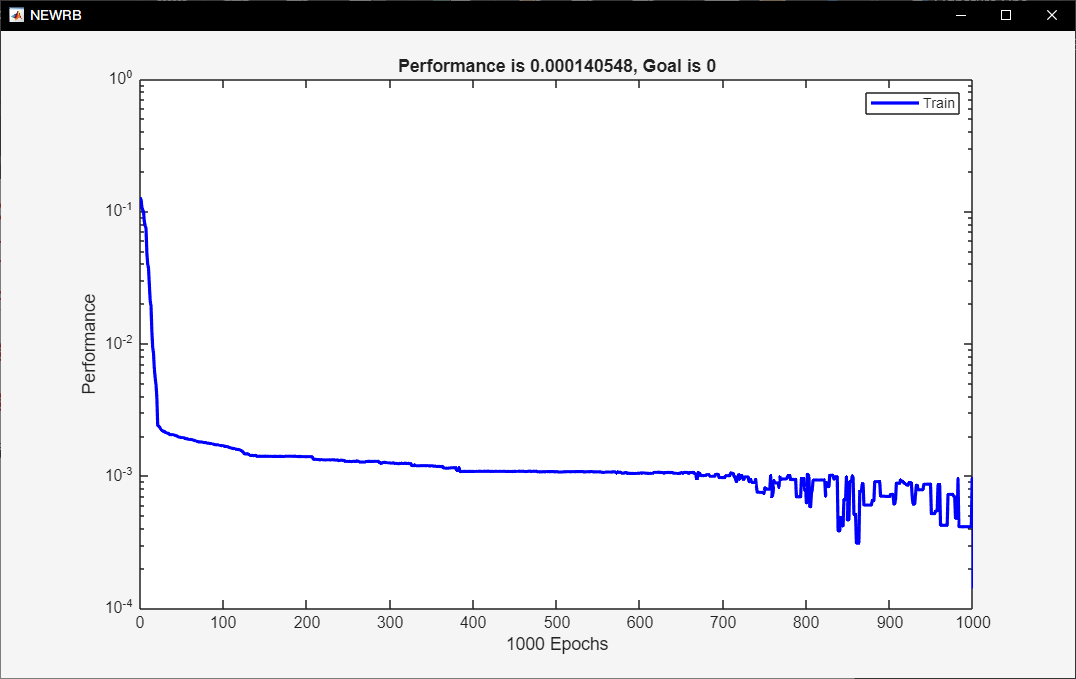 NEWRB
Performance is 0.000140548, Goal is 0
Train
10^0
10^-1
10^-2
10^-3
10^-4
Performance
0 100 200 300 400 500 600 700 800 900 1000
1000 Epochs